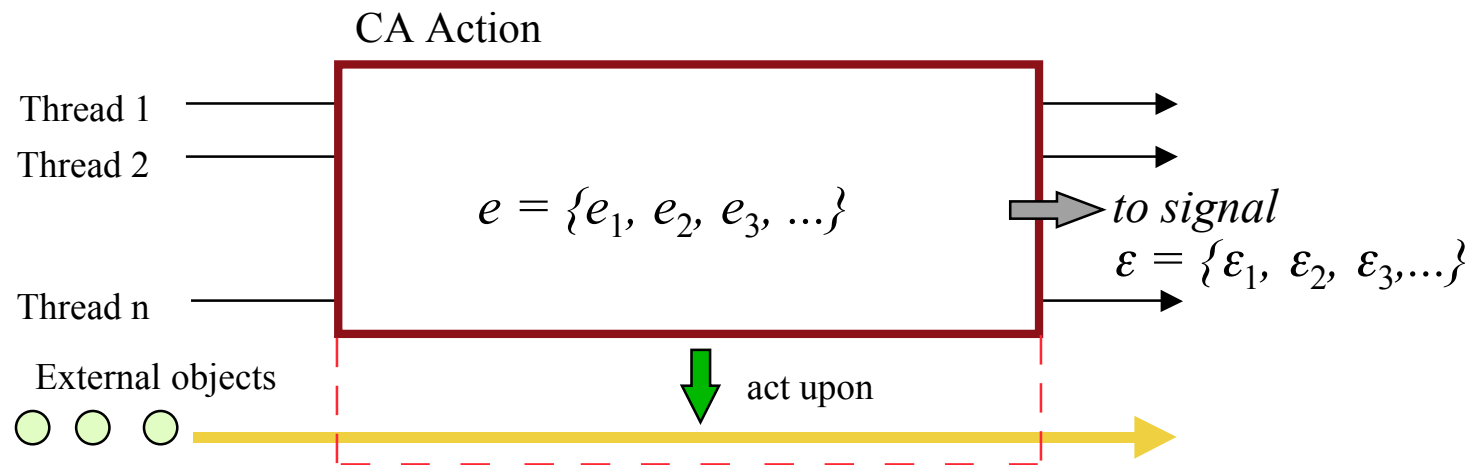 CA Action
Thread 1
Thread 2
e = {e₁, e₂, e₃, ...}
to signal
ε = {ε₁, ε₂, ε₃,...}
Thread n
External objects
act upon